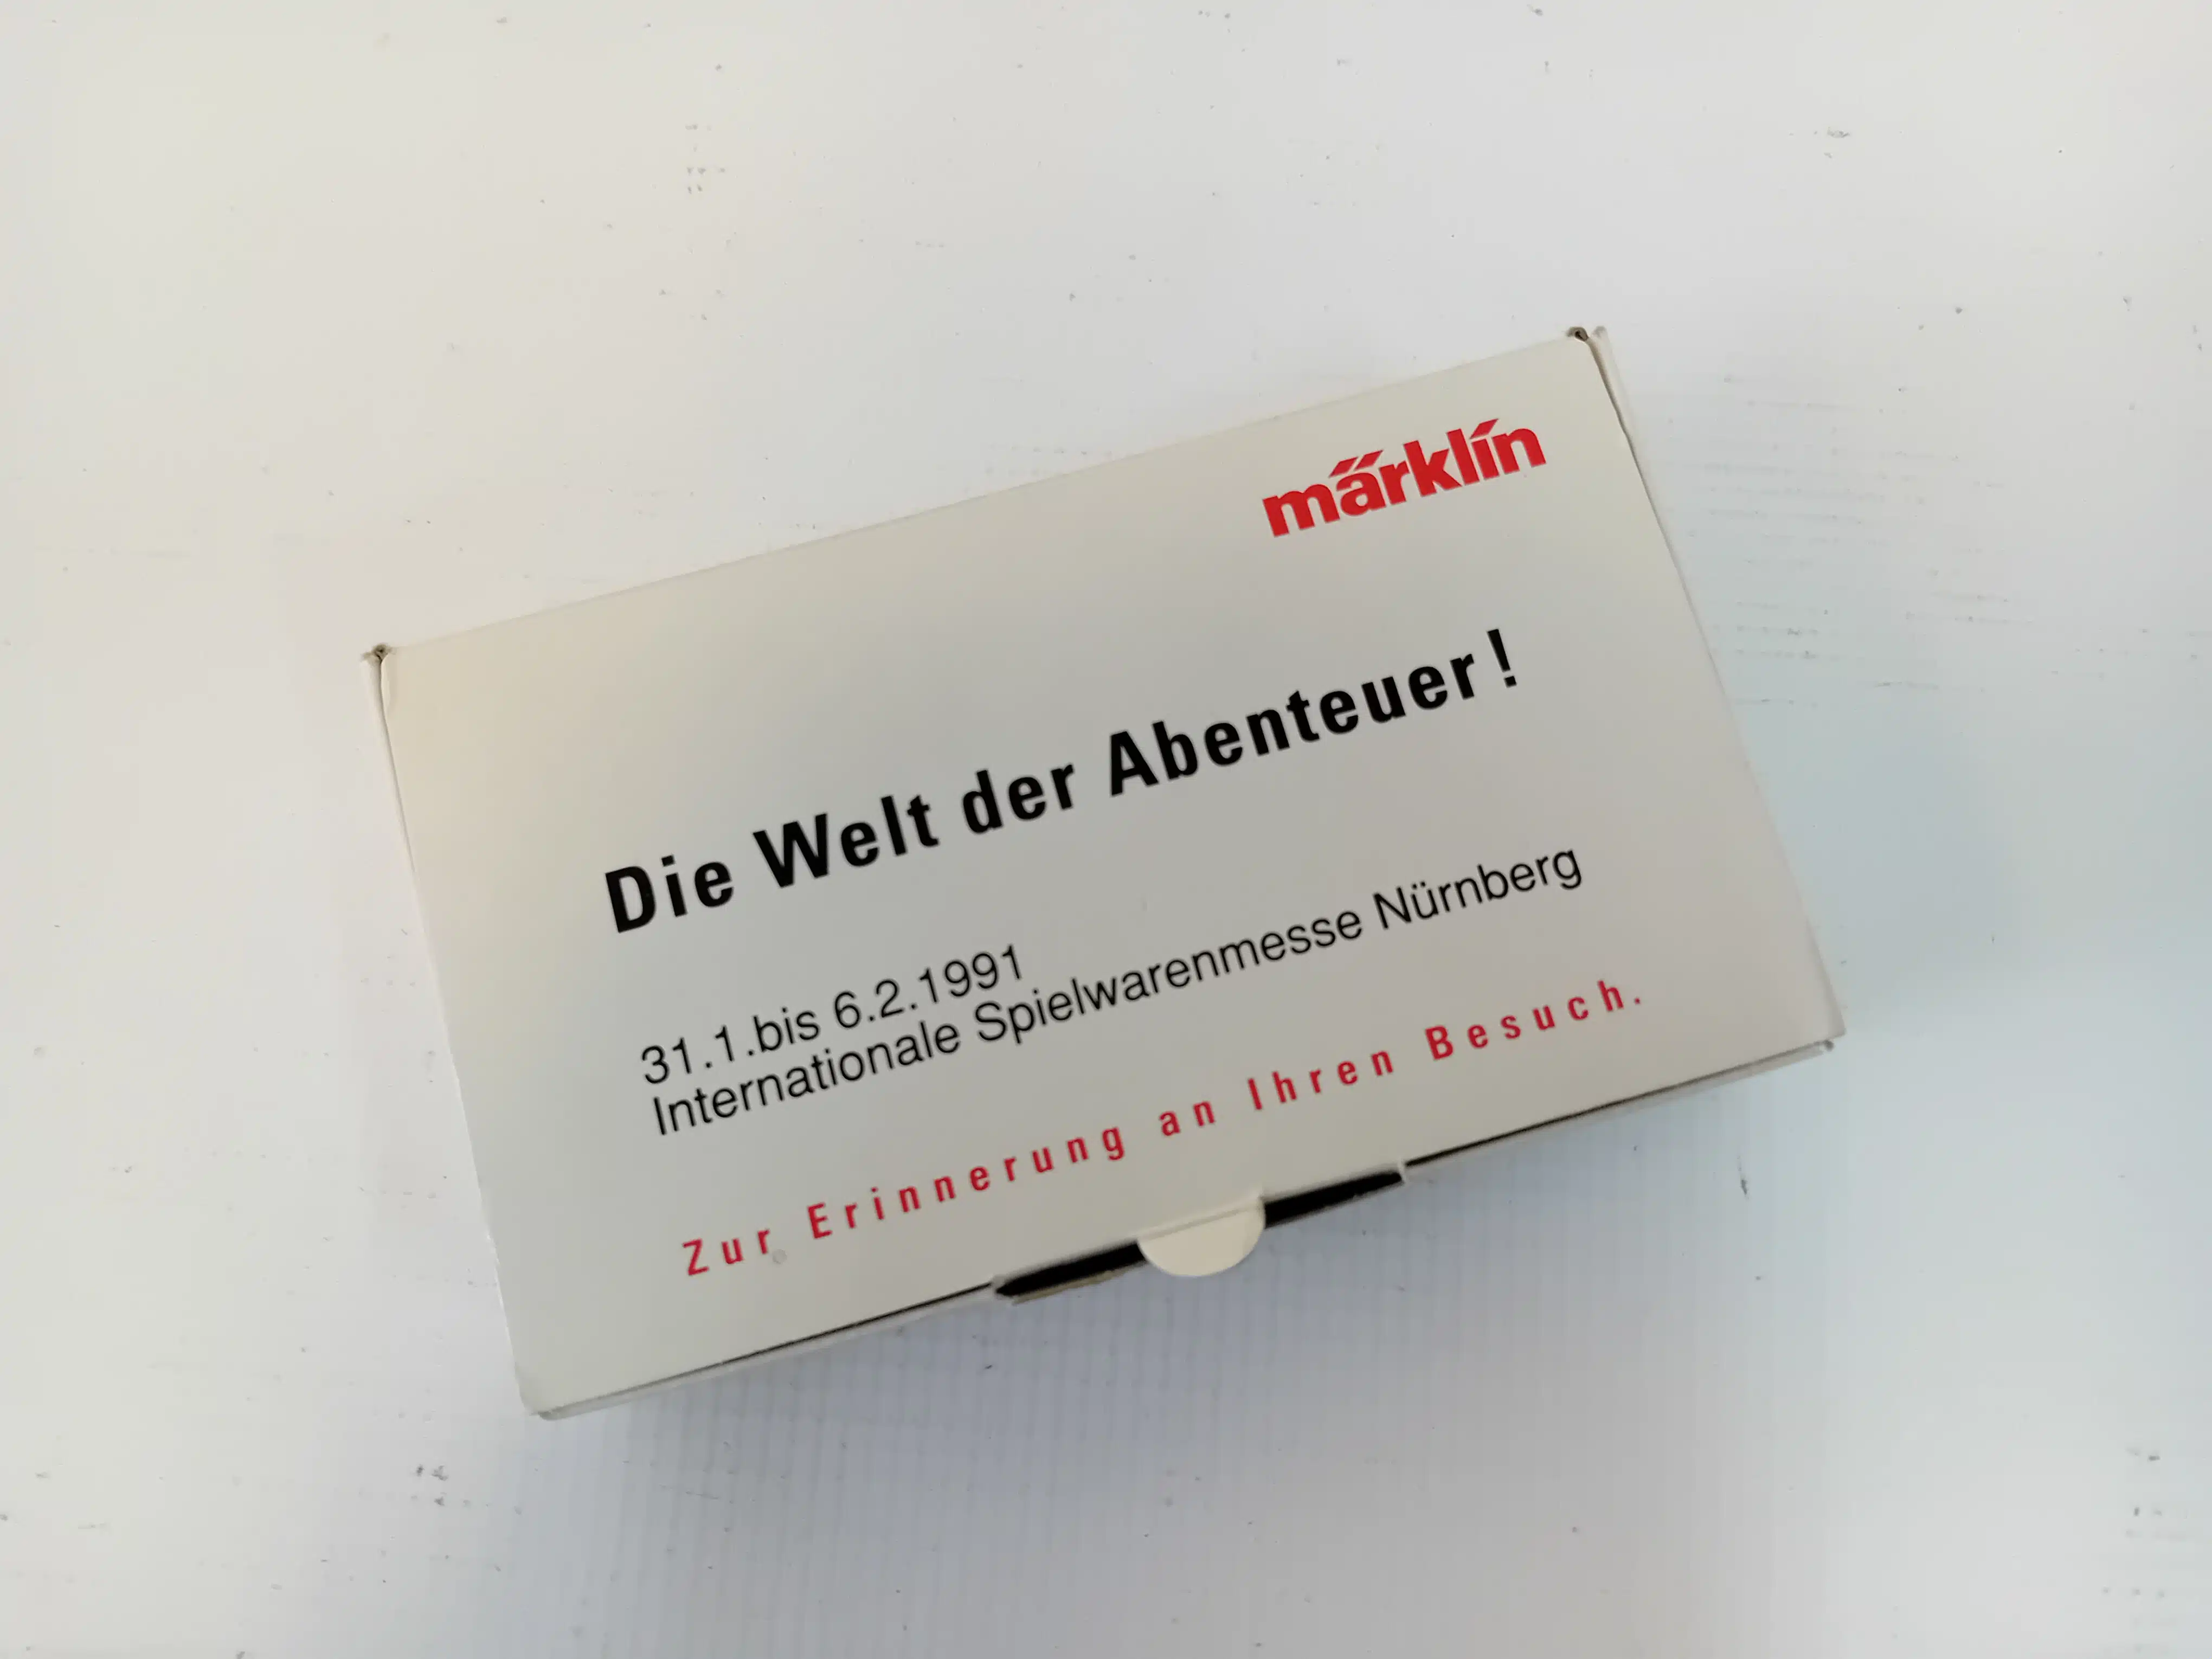 märklin
Die Welt der Abenteuer!
31.1.bis 6.2.1991
Internationale Spielwarenmesse Nürnberg
Zur Erinnerung an Ihren Besuch.